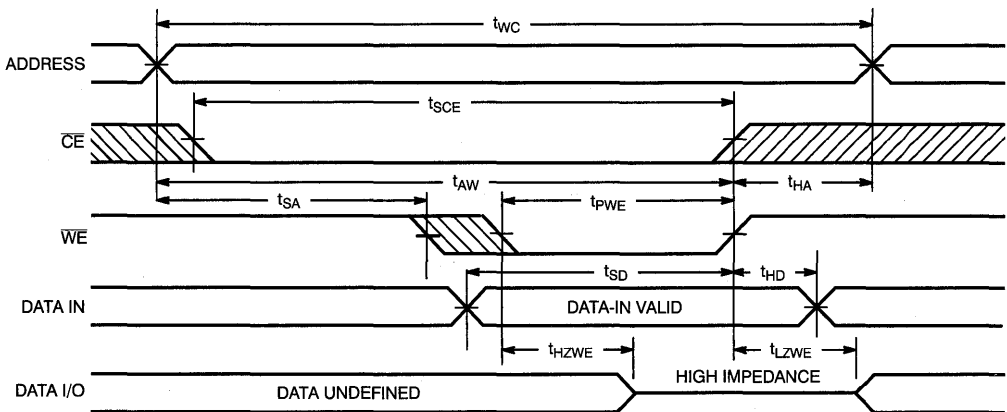 tWC
ADDRESS
tSCE
CE
tAW
tHA
tSA
tPWE
WE
tSD
tHD
DATA IN
DATA-IN VALID
tHZWE
tLZWE
DATA I/O
DATA UNDEFINED
HIGH IMPEDANCE